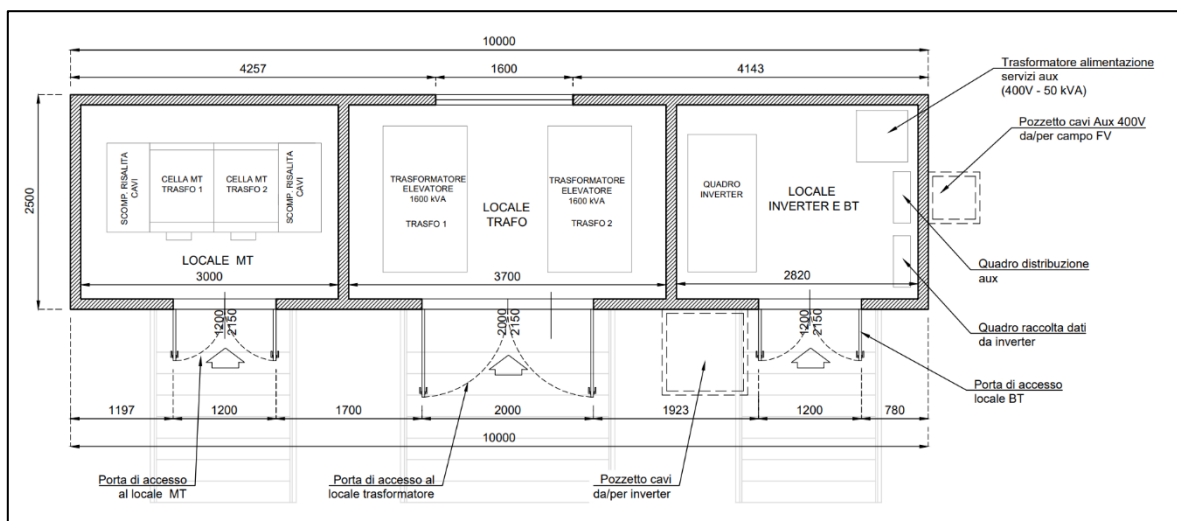 10000
4257
1600
4143
Trasformatore alimentazione
servizi aux
(400V - 50 kVA)
Pozzetto cavi Aux 400V
da/per campo FV
2500
SCOMP. RISALITA
CAVI
CELLA MT
TRASFO 1
CELLA MT
TRASFO 2
SCOMP. RISALITA
CAVI
TRASFORMATORE
ELEVATORE
1600 kVA
TRASFO 1
LOCALE
TRAFO
TRASFORMATORE
ELEVATORE
1600 kVA
TRASFO 2
QUADRO
INVERTER
LOCALE
INVERTER E BT
LOCALE MT
3000
3700
2820
Quadro distribuzione
aux
1200
2150
2000
2150
1200
2150
Quadro raccolta dati
da inverter
Porta di accesso
locale BT
1197
1200
1700
2000
1923
1200
780
10000
Porta di accesso
al locale MT
Porta di accesso al
locale trasformatore
Pozzetto cavi
da/per inverter